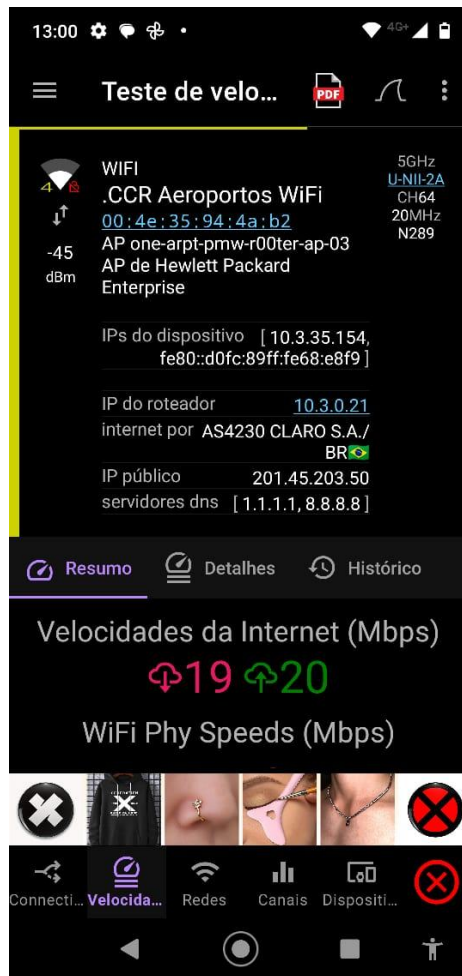 13:00
4G+
Teste de velo...
PDF
WIFI
5GHz
.CCR Aeroportos WiFi
U-NII-2A
4
00:4e:35:94:4a:b2
CH64
AP one-arpt-pmw-r00ter-ap-03
20MHz
-45
AP de Hewlett Packard
N289
dBm
Enterprise
IPs do dispositivo [ 10.3.35.154,
fe80::d0fc:89ff:fe68:e8f9 ]
IP do roteador 10.3.0.21
internet por AS4230 CLARO S.A./
BR
IP público 201.45.203.50
servidores dns [ 1.1.1.1, 8.8.8.8 ]
Resumo Detalhes Histórico
Velocidades da Internet (Mbps)
19 20
WiFi Phy Speeds (Mbps)
Connecti... Velocida... Redes Canais Dispositi...